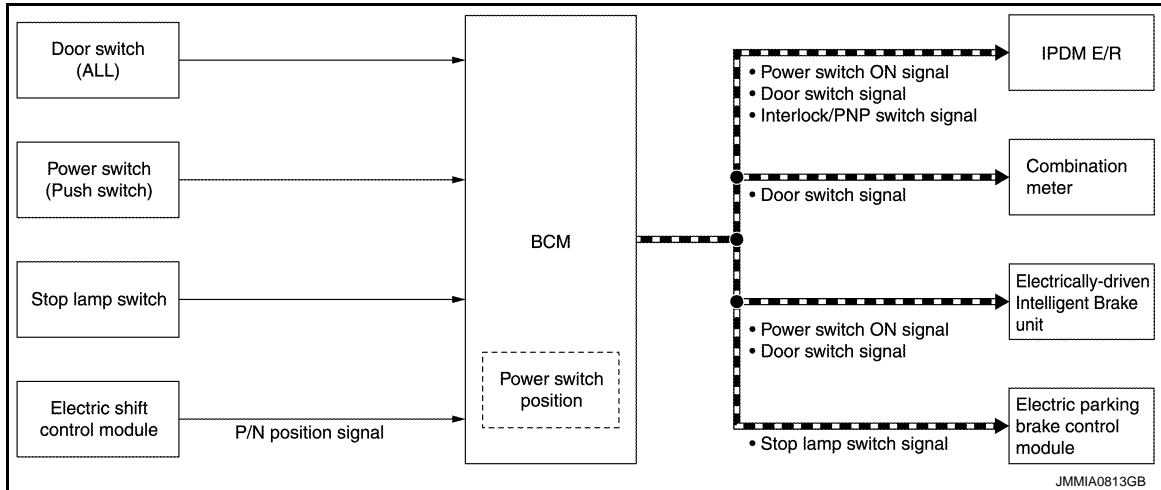 Door switch
(ALL)
Power switch
(Push switch)
Stop lamp switch
Electric shift
control module
P/N position signal
BCM
Power switch
position
• Power switch ON signal
• Door switch signal
• Interlock/PNP switch signal
• Door switch signal
• Power switch ON signal
• Door switch signal
• Stop lamp switch signal
IPDM E/R
Combination
meter
Electrically-driven
Intelligent Brake
unit
Electric parking
brake control
module
JMMIA0813GB